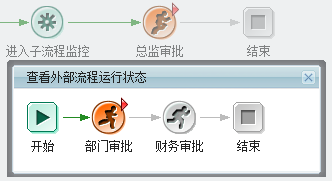 进入子流程监控 总监审批 结束
查看外部流程运行状态
开始 部门审批 财务审批 结束